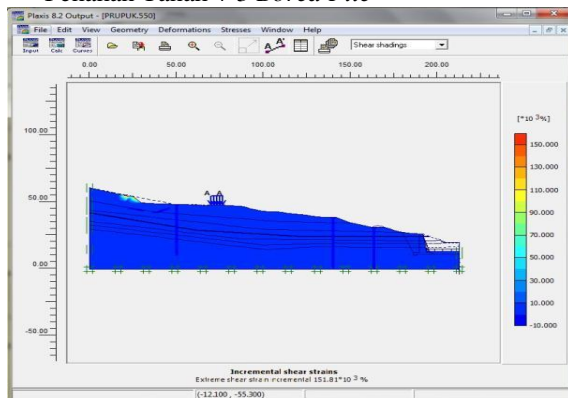 Penahan Tanah 4-5 Bored Pile
Plaxis 8.2 Output - [PRUPUK.550]
File Edit View Geometry Deformations Stresses Window Help
Input Calc Curves Shear shadings
0.00 50.00 100.00 150.00 200.00
[*10 3%]
150.000
130.000
110.000
90.000
70.000
50.000
30.000
10.000
-10.000
100.00
50.00
0.00
-50.00
A A
Incremental shear strains
Extreme shear strain incremental 151.81*10 3 %
(-12.100 , -55.300)